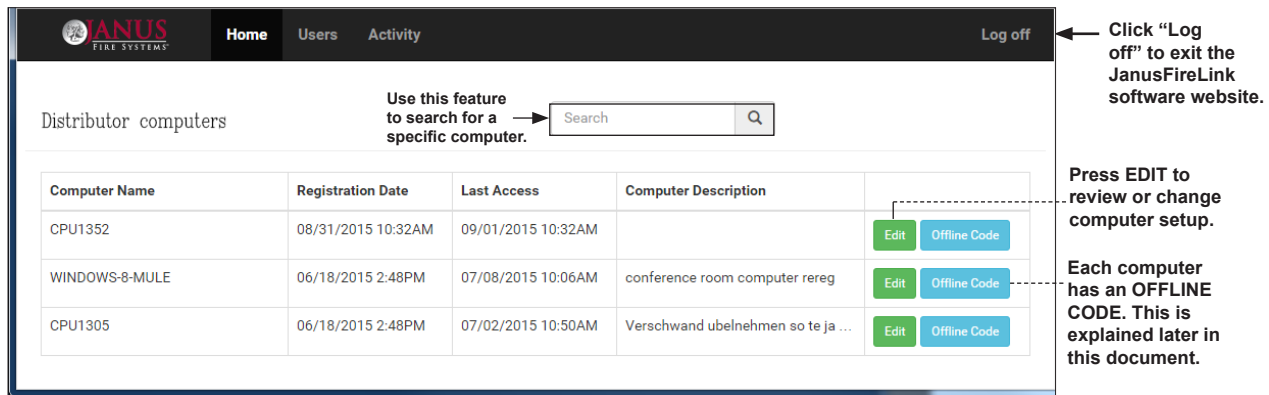 JANUS
FIRE SYSTEMS
Home Users Activity Log off
Click “Log
off” to exit the
JanusFireLink
software website.
Distributor computers
Use this feature
to search for a
specific computer.
Search
Computer Name Registration Date Last Access Computer Description
CPU1352 08/31/2015 10:32AM 09/01/2015 10:32AM Edit Offline Code
WINDOWS-8-MULE 06/18/2015 2:48PM 07/08/2015 10:06AM conference room computer rereg Edit Offline Code
CPU1305 06/18/2015 2:48PM 07/02/2015 10:50AM Verschwand ubelnehmen so te ja ... Edit Offline Code
Press EDIT to
review or change
computer setup.
Each computer
has an OFFLINE
CODE. This is
explained later in
this document.